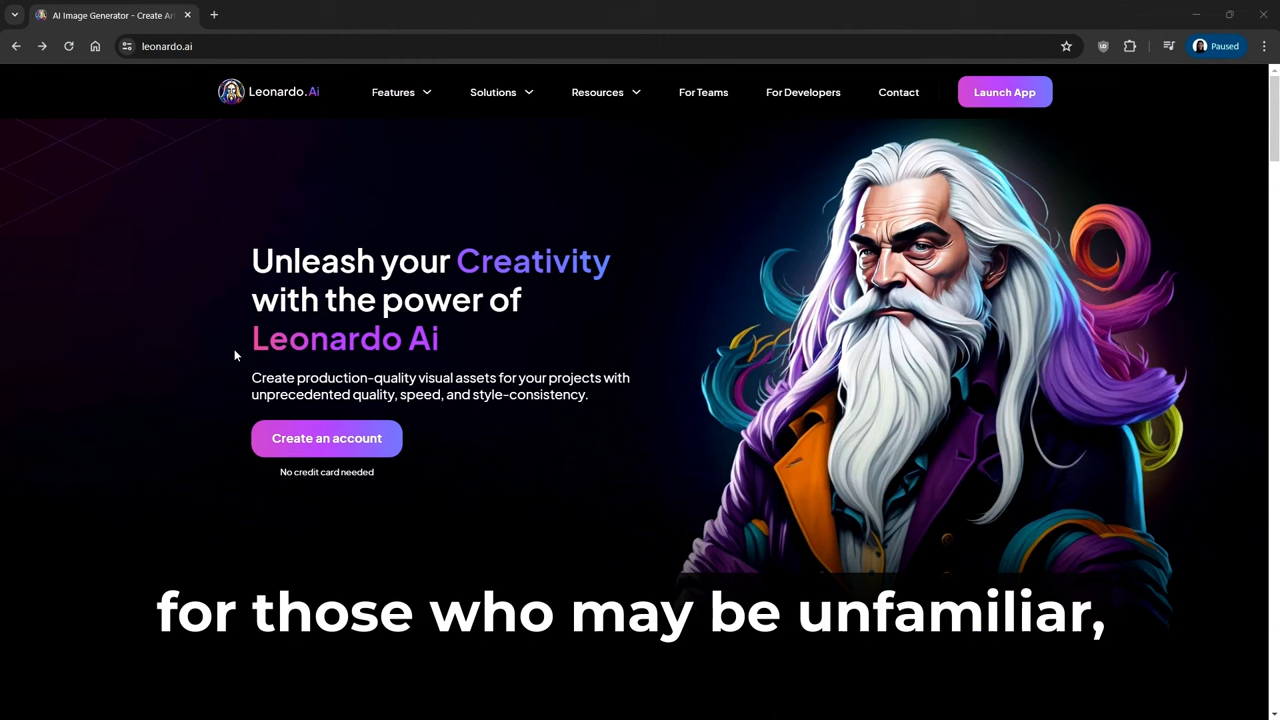 AI Image Generator - Create Art
leonardo.ai
Paused
Leonardo.Ai
Features
Solutions
Resources
For Teams
For Developers
Contact
Launch App
Unleash your Creativity
with the power of
Leonardo Ai
Create production-quality visual assets for your projects with
unprecedented quality, speed, and style-consistency.
Create an account
No credit card needed
for those who may be unfamiliar,